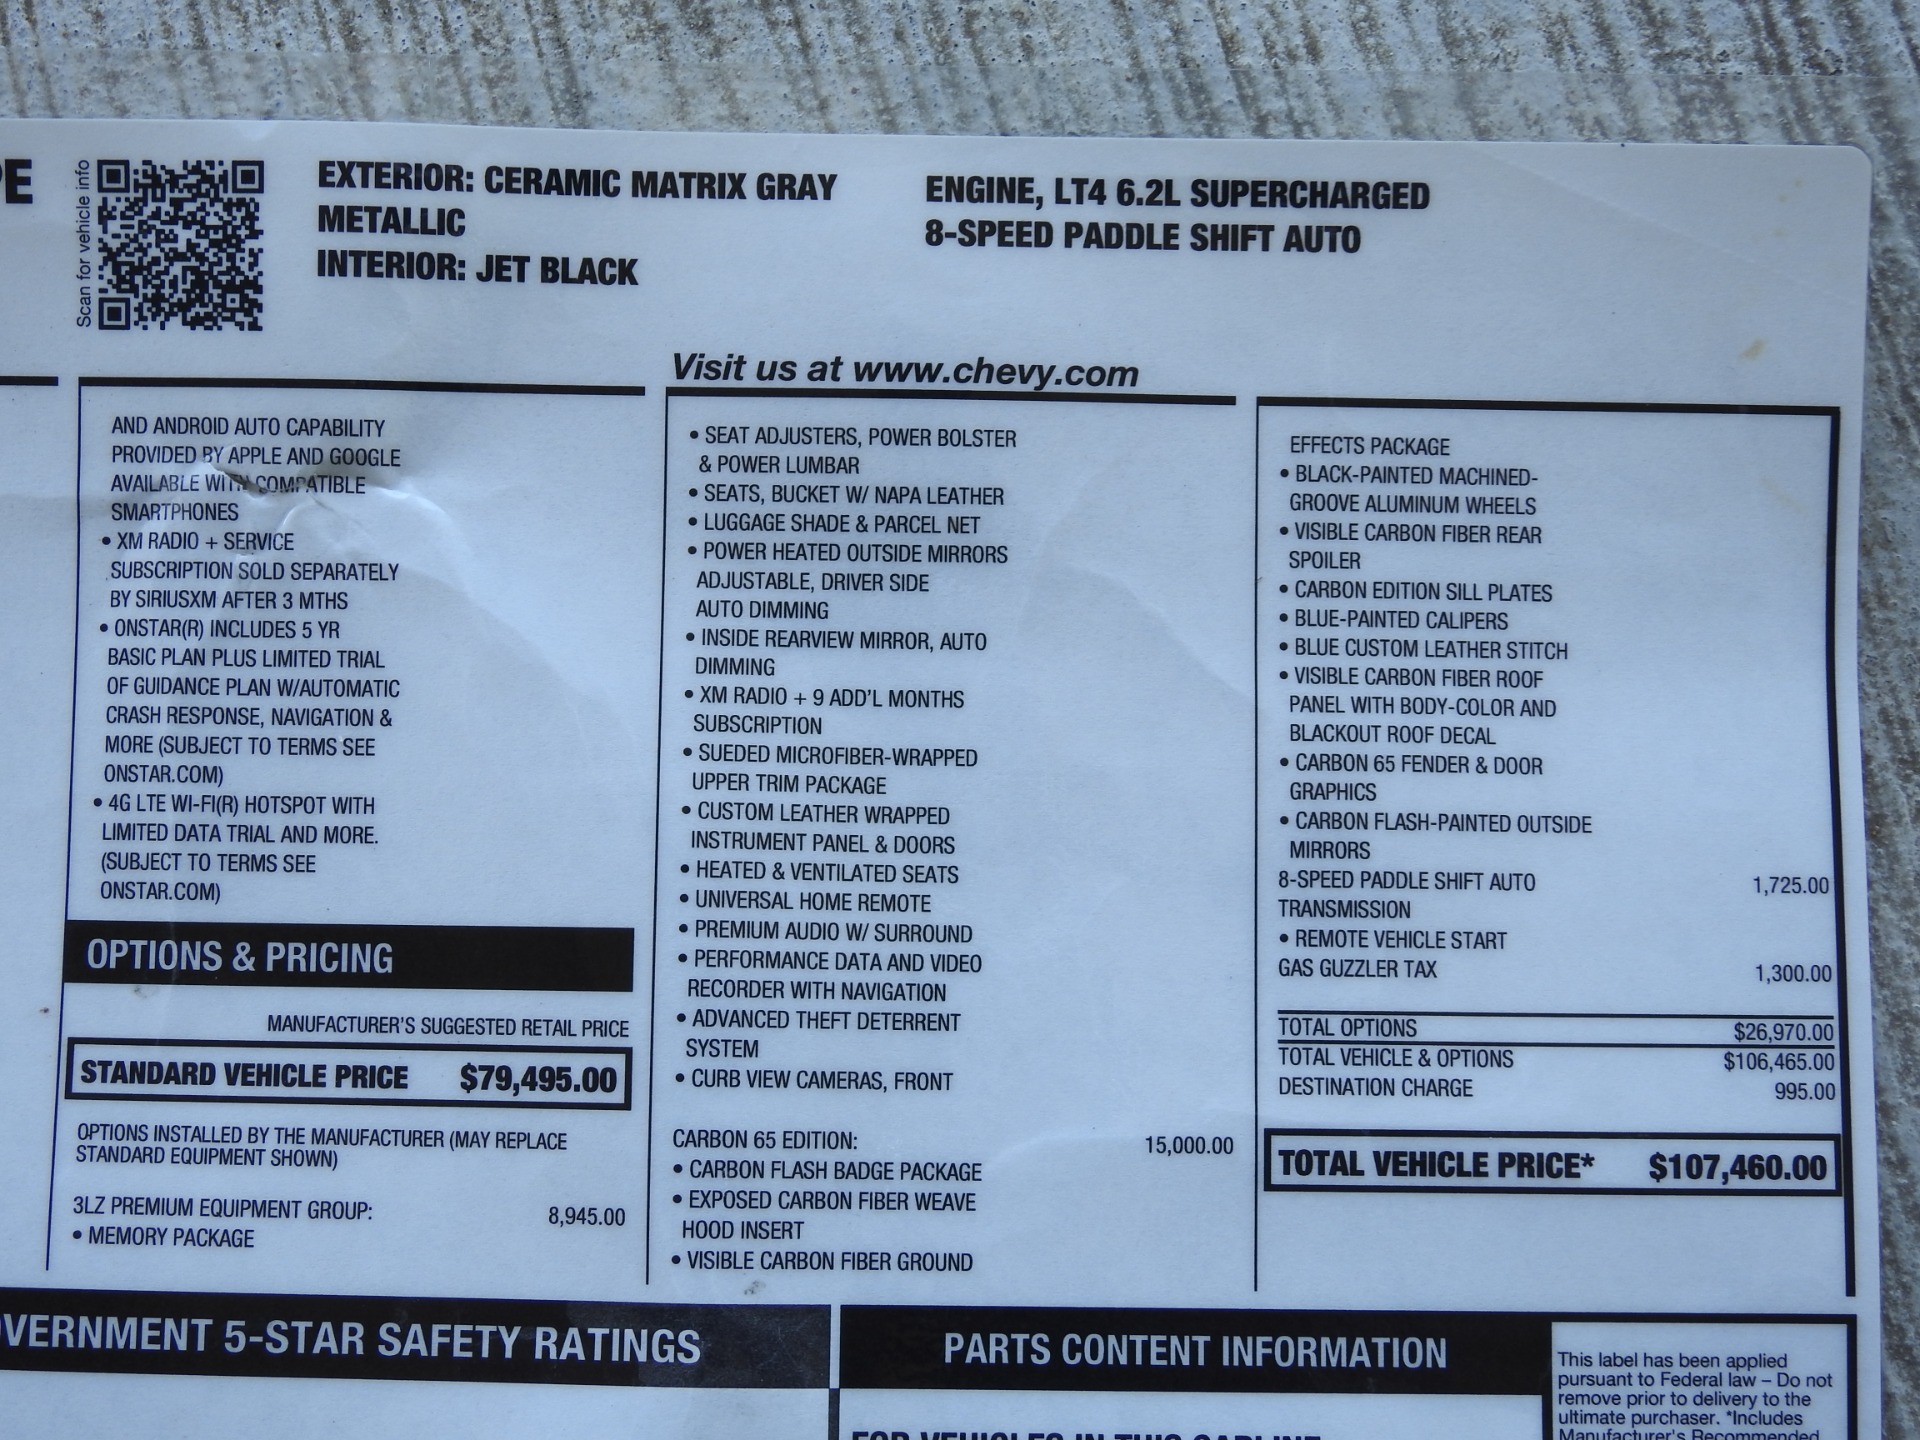 PE
Scan for vehicle info
EXTERIOR: CERAMIC MATRIX GRAY
METALLIC
INTERIOR: JET BLACK
ENGINE, LT4 6.2L SUPERCHARGED
8-SPEED PADDLE SHIFT AUTO
Visit us at www.chevy.com
AND ANDROID AUTO CAPABILITY
PROVIDED BY APPLE AND GOOGLE
AVAILABLE WITH COMPATIBLE
SMARTPHONES
• XM RADIO + SERVICE
SUBSCRIPTION SOLD SEPARATELY
BY SIRIUSXM AFTER 3 MTHS
• ONSTAR(R) INCLUDES 5 YR
BASIC PLAN PLUS LIMITED TRIAL
OF GUIDANCE PLAN W/AUTOMATIC
CRASH RESPONSE, NAVIGATION &
MORE (SUBJECT TO TERMS SEE
ONSTAR.COM)
• 4G LTE WI-FI(R) HOTSPOT WITH
LIMITED DATA TRIAL AND MORE.
(SUBJECT TO TERMS SEE
ONSTAR.COM)
OPTIONS & PRICING
MANUFACTURER'S SUGGESTED RETAIL PRICE
STANDARD VEHICLE PRICE $79,495.00
OPTIONS INSTALLED BY THE MANUFACTURER (MAY REPLACE
STANDARD EQUIPMENT SHOWN)
3LZ PREMIUM EQUIPMENT GROUP: 8,945.00
• MEMORY PACKAGE
• SEAT ADJUSTERS, POWER BOLSTER
& POWER LUMBAR
• SEATS, BUCKET W/ NAPA LEATHER
• LUGGAGE SHADE & PARCEL NET
• POWER HEATED OUTSIDE MIRRORS
ADJUSTABLE, DRIVER SIDE
AUTO DIMMING
• INSIDE REARVIEW MIRROR, AUTO
DIMMING
• XM RADIO + 9 ADD'L MONTHS
SUBSCRIPTION
• SUEDED MICROFIBER-WRAPPED
UPPER TRIM PACKAGE
• CUSTOM LEATHER WRAPPED
INSTRUMENT PANEL & DOORS
• HEATED & VENTILATED SEATS
• UNIVERSAL HOME REMOTE
• PREMIUM AUDIO W/ SURROUND
• PERFORMANCE DATA AND VIDEO
RECORDER WITH NAVIGATION
• ADVANCED THEFT DETERRENT
SYSTEM
• CURB VIEW CAMERAS, FRONT
CARBON 65 EDITION: 15,000.00
• CARBON FLASH BADGE PACKAGE
• EXPOSED CARBON FIBER WEAVE
HOOD INSERT
• VISIBLE CARBON FIBER GROUND
EFFECTS PACKAGE
• BLACK-PAINTED MACHINED-
GROOVE ALUMINUM WHEELS
• VISIBLE CARBON FIBER REAR
SPOILER
• CARBON EDITION SILL PLATES
• BLUE-PAINTED CALIPERS
• BLUE CUSTOM LEATHER STITCH
• VISIBLE CARBON FIBER ROOF
PANEL WITH BODY-COLOR AND
BLACKOUT ROOF DECAL
• CARBON 65 FENDER & DOOR
GRAPHICS
• CARBON FLASH-PAINTED OUTSIDE
MIRRORS
8-SPEED PADDLE SHIFT AUTO 1,725.00
TRANSMISSION
• REMOTE VEHICLE START
GAS GUZZLER TAX 1,300.00
TOTAL OPTIONS $26,970.00
TOTAL VEHICLE & OPTIONS $106,465.00
DESTINATION CHARGE 995.00
TOTAL VEHICLE PRICE* $107,460.00
VERNMENT 5-STAR SAFETY RATINGS
PARTS CONTENT INFORMATION
FOR VEHICLES IN THIS CARLINE
This label has been applied
pursuant to Federal law – Do not
remove prior to delivery to the
ultimate purchaser. *Includes
Manufacturer's Recommended